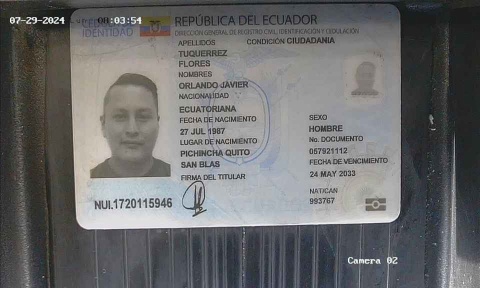 07-29-2024 :03:54
CÉDULA DE IDENTIDAD
REPÚBLICA DEL ECUADOR
DIRECCIÓN GENERAL DE REGISTRO CIVIL, IDENTIFICACIÓN Y CEDULACIÓN
APELLIDOS
CONDICIÓN CIUDADANÍA
TUQUERREZ
FLORES
NOMBRES
ORLANDO JAVIER
NACIONALIDAD
ECUATORIANA
FECHA DE NACIMIENTO
27 JUL 1987
LUGAR DE NACIMIENTO
PICHINCHA QUITO
SAN BLAS
FIRMA DEL TITULAR
SEXO
HOMBRE
No. DOCUMENTO
057921112
FECHA DE VENCIMIENTO
24 MAY 2033
NAT/CAN
993767
NUI.1720115946
Camera 02